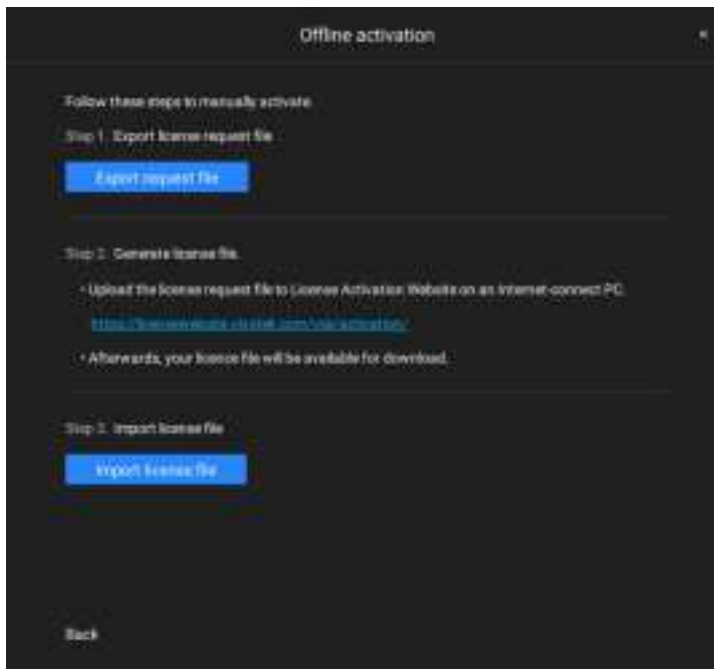 Offline activation
Follow these steps to manually activate
Step 1. Export license request file
Export request file
Step 2. Generate license file.
• Upload the license request file to License Activation Website on an Internet-connect PC.
• Afterwards, your licence file will be available for download.
Step 3. Import license file
Import license file
Back